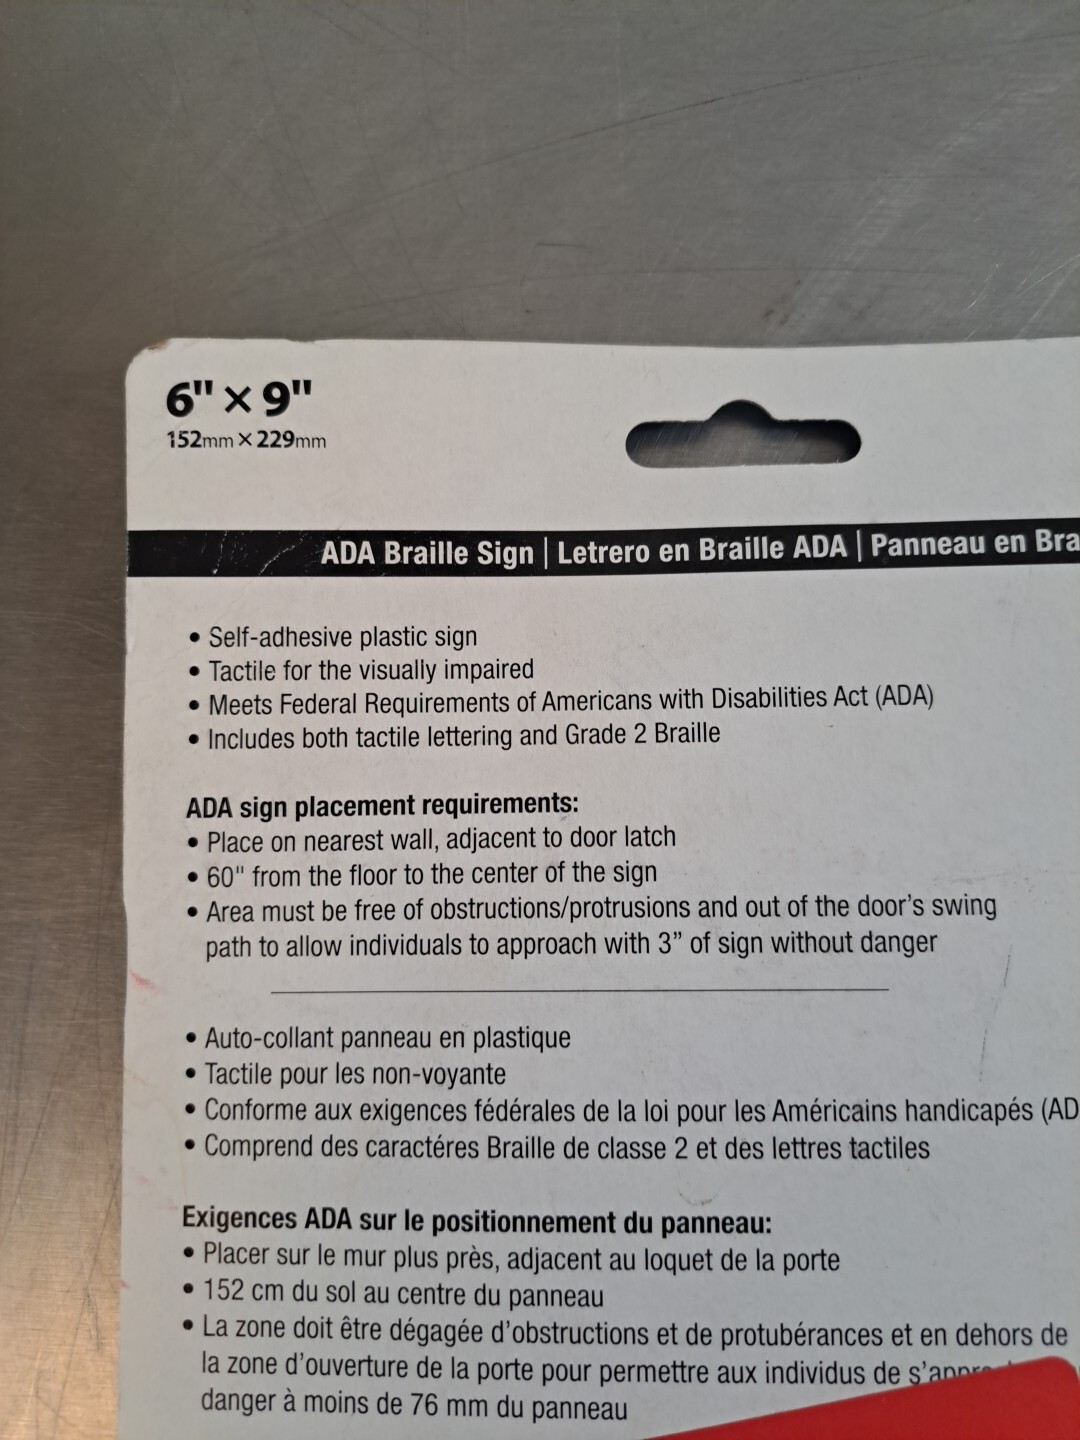 6" × 9"
152mm × 229mm
ADA Braille Sign | Letrero en Braille ADA | Panneau en
• Self-adhesive plastic sign
• Tactile for the visually impaired
• Meets Federal Requirements of Americans with Disabilities Act (ADA)
• Includes both tactile lettering and Grade 2 Braille
ADA sign placement requirements:
• Place on nearest wall, adjacent to door latch
• 60" from the floor to the center of the sign
• Area must be free of obstructions/protrusions and out of the door's swing
path to allow individuals to approach with 3” of sign without danger
• Auto-collant panneau en plastique
• Tactile pour les non-voyante
• Conforme aux exigences fédérales de la loi pour les Américains handicapés
• Comprend des caractéres Braille de classe 2 et des lettres tactiles
Exigences ADA sur le positionnement du panneau:
• Placer sur le mur plus près, adjacent au loquet de la porte
• 152 cm du sol au centre du panneau
• La zone doit être dégagée d'obstructions et de protubérances et en dehors de
la zone d'ouverture de la porte pour permettre aux individus de
danger à moins de 76 mm du panneau